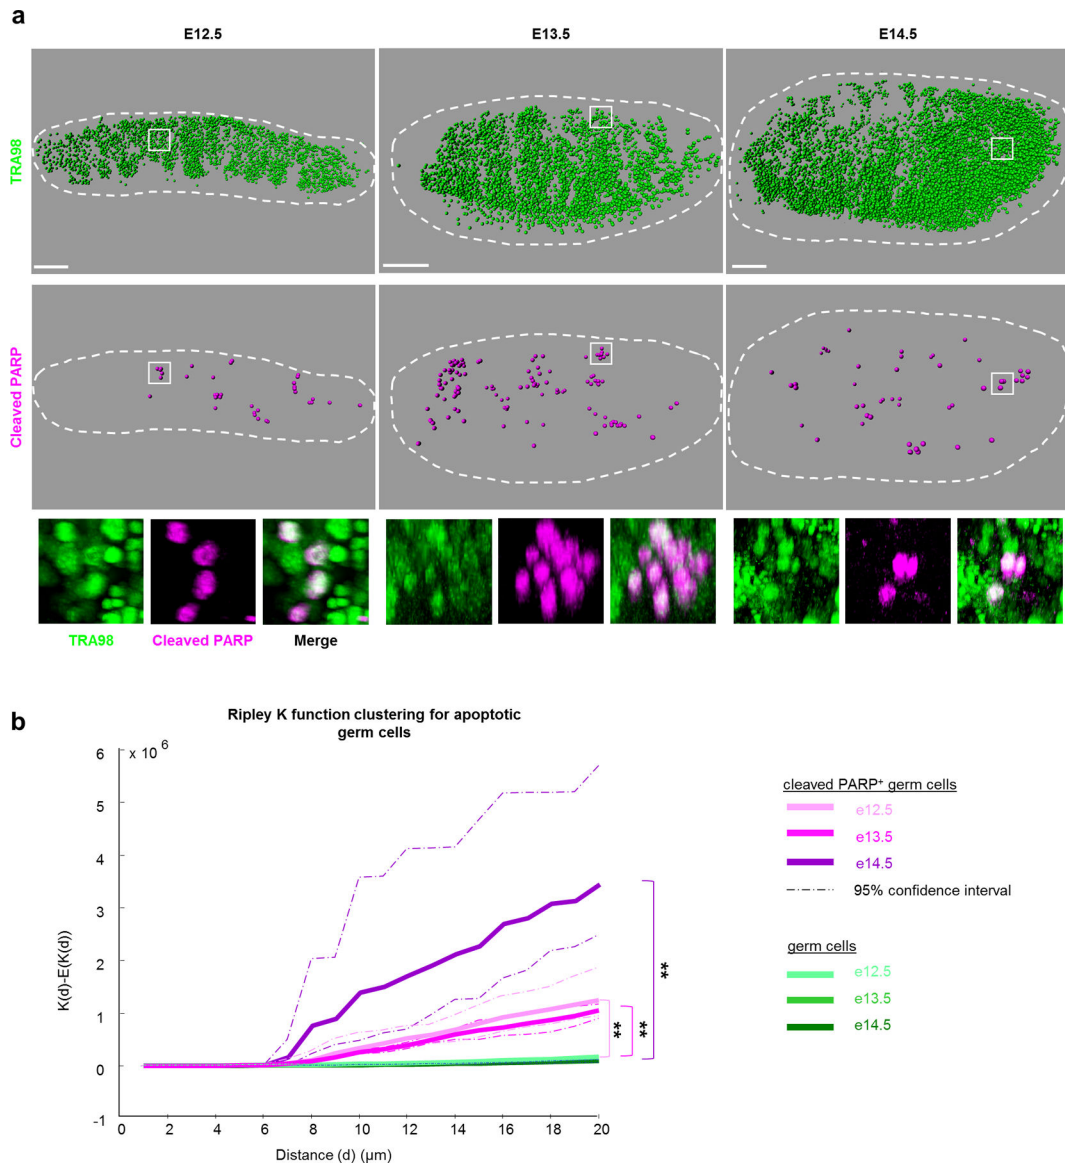 a
E12.5 E13.5 E14.5
TRA98
Cleaved PARP
TRA98 Cleaved PARP Merge
b
Ripley K function clustering for apoptotic
germ cells
x 10 6
6
5
4
3
2
1
0
-1
K(d)-E(K(d))
0 2 4 6 8 10 12 14 16 18 20
Distance (d) (µm)
**
**
**
cleaved PARP+ germ cells
e12.5
e13.5
e14.5
95% confidence interval
germ cells
e12.5
e13.5
e14.5